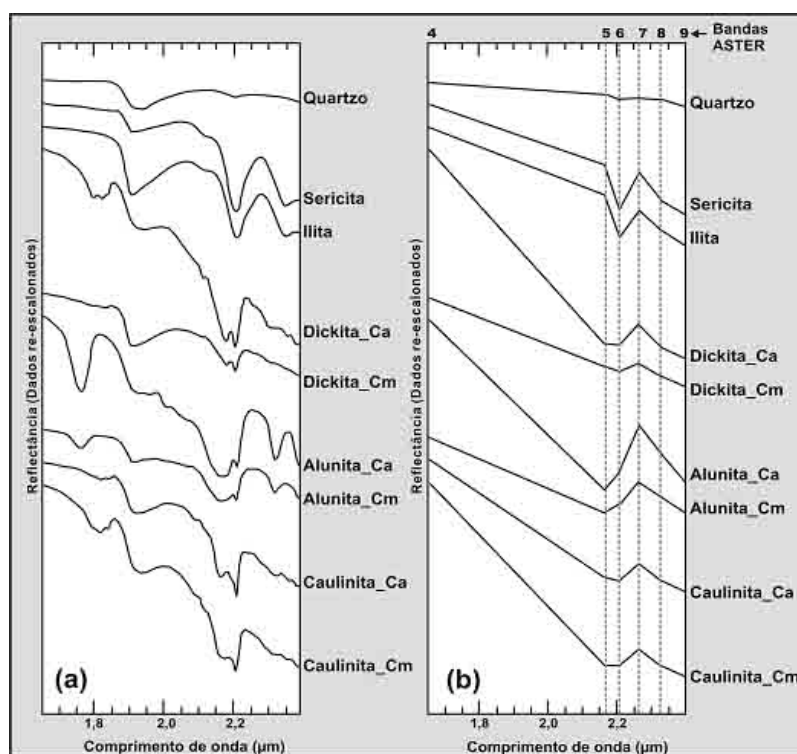 4 5 6 7 8 9 ← Bandas
ASTER
Quartzo
Sericita
Ilita
Dickita_Ca
Dickita_Cm
Alunita_Ca
Alunita_Cm
Caulinita_Ca
Caulinita_Cm
Reflectância (Dados re-escalonados)
(a)
1,8 2,0 2,2
Comprimento de onda (µm)
Quartzo
Sericita
Ilita
Dickita_Ca
Dickita_Cm
Alunita_Ca
Alunita_Cm
Caulinita_Ca
Caulinita_Cm
Reflectância (Dados re-escalonados)
(b)
1,8 2,0 2,2
Comprimento de onda (µm)